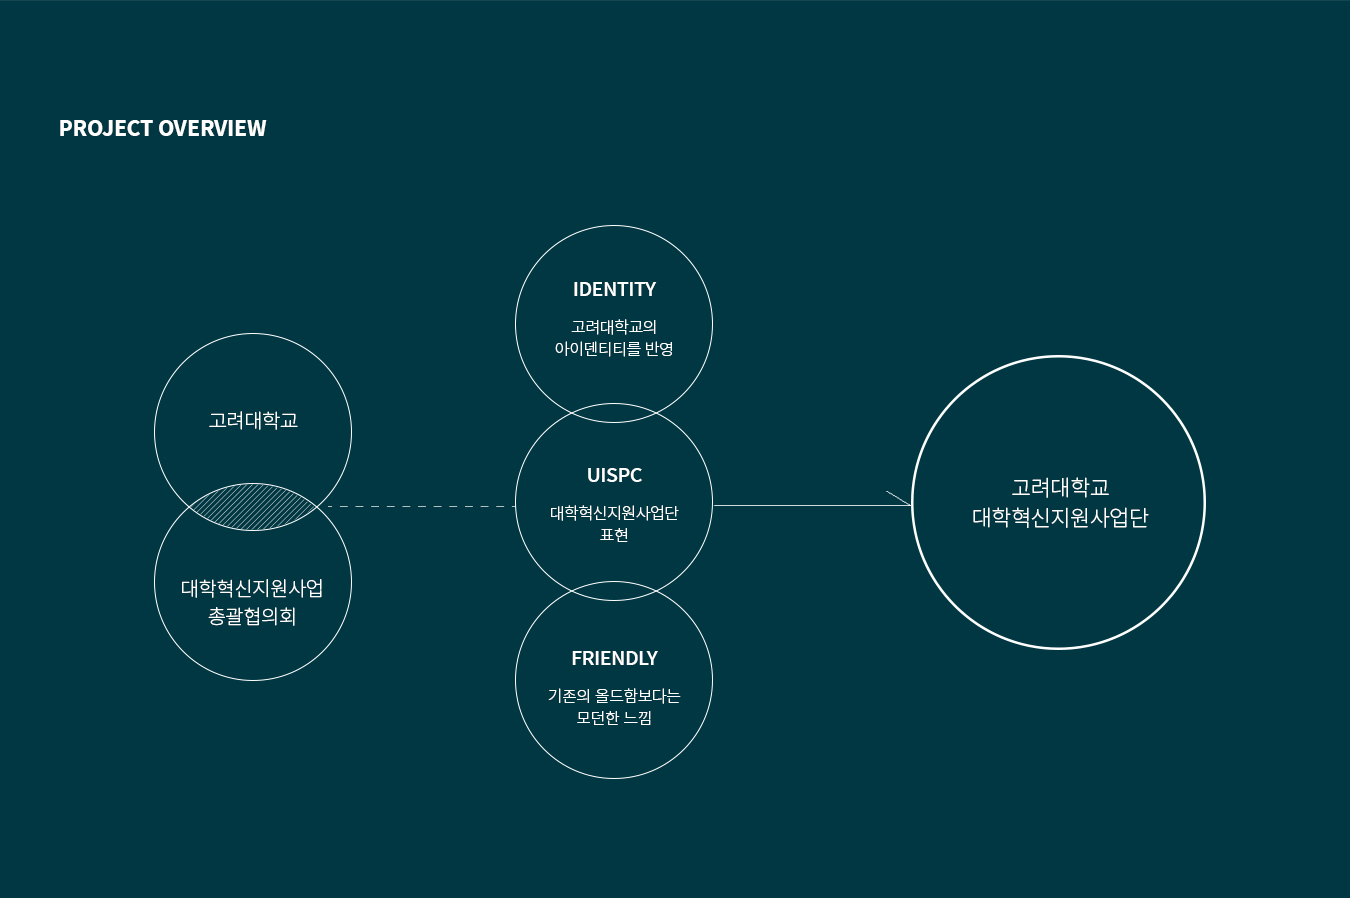 PROJECT OVERVIEW
고려대학교
대학혁신지원사업
총괄협의회
IDENTITY
고려대학교의
아이덴티티를 반영
UISPC
대학혁신지원사업단
표현
FRIENDLY
기존의 올드함보다는
모던한 느낌
고려대학교
대학혁신지원사업단